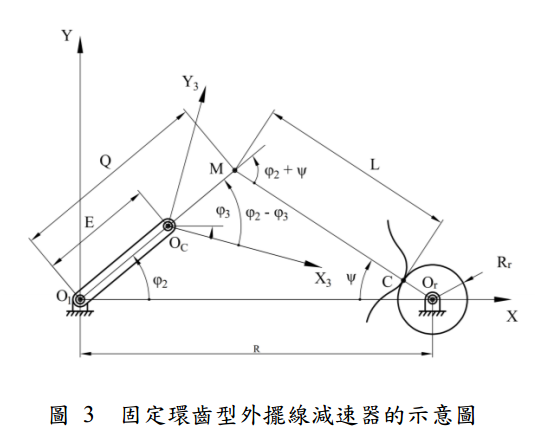 Y
Y₃
Q
M
L
φ₂ + ψ
E
φ₃
φ₂ - φ₃
O_C
R_r
X₃
ψ
C
O_r
φ₂
O₁
X
R
圖 3 固定環齒型外擺線減速器的示意圖